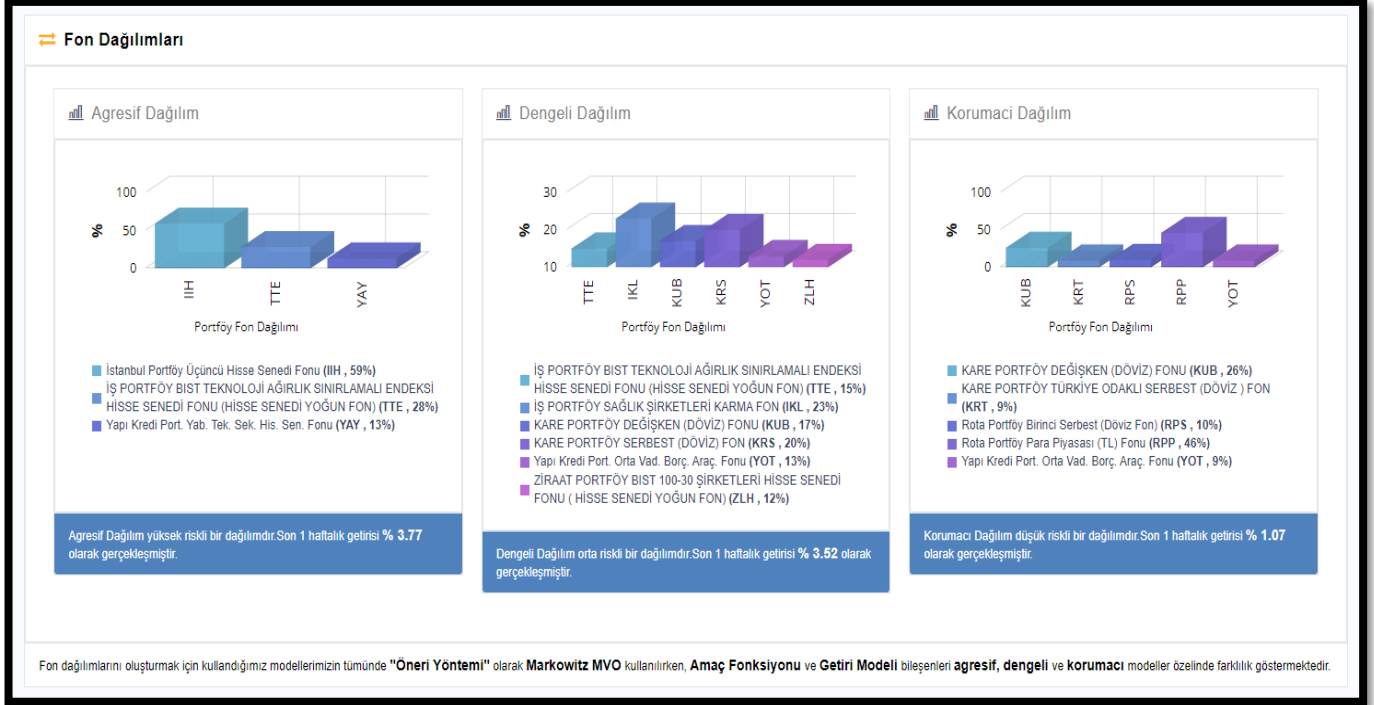 Fon Dağılımları
Agresif Dağılım
100
50
0
%
IIH
TTE
YAY
Portföy Fon Dağılımı
İstanbul Portföy Üçüncü Hisse Senedi Fonu (IIH , 59%)
İŞ PORTFÖY BIST TEKNOLOJİ AĞIRLIK SINIRLAMALI ENDEKSİ
HİSSE SENEDİ FONU (HİSSE SENEDİ YOĞUN FON) (TTE , 28%)
Yapı Kredi Port. Yab. Tek. Sek. His. Sen. Fonu (YAY , 13%)
Agresif Dağılım yüksek riskli bir dağılımdır.Son 1 haftalık getirisi % 3.77
olarak gerçekleşmiştir.
Dengeli Dağılım
30
20
10
%
TTE
IKL
KUB
KRS
YOT
ZLH
Portföy Fon Dağılımı
İŞ PORTFÖY BIST TEKNOLOJİ AĞIRLIK SINIRLAMALI ENDEKSİ
HİSSE SENEDİ FONU (HİSSE SENEDİ YOĞUN FON) (TTE , 15%)
İŞ PORTFÖY SAĞLIK ŞİRKETLERİ KARMA FON (IKL , 23%)
KARE PORTFÖY DEĞİŞKEN (DÖVİZ) FONU (KUB , 17%)
KARE PORTFÖY SERBEST (DÖVİZ) FON (KRS , 20%)
Yapı Kredi Port. Orta Vad. Borç. Araç. Fonu (YOT , 13%)
ZİRAAT PORTFÖY BIST 100-30 ŞİRKETLERİ HİSSE SENEDİ
FONU ( HİSSE SENEDİ YOĞUN FON) (ZLH , 12%)
Dengeli Dağılım orta riskli bir dağılımdır.Son 1 haftalık getirisi % 3.52 olarak
gerçekleşmiştir.
Korumaci Dağılım
100
50
0
%
KUB
KRT
RPS
RPP
YOT
Portföy Fon Dağılımı
KARE PORTFÖY DEĞİŞKEN (DÖVİZ) FONU (KUB , 26%)
KARE PORTFÖY TÜRKİYE ODAKLI SERBEST (DÖVİZ ) FON
(KRT , 9%)
Rota Portföy Birinci Serbest (Döviz Fon) (RPS , 10%)
Rota Portföy Para Piyasası (TL) Fonu (RPP , 46%)
Yapı Kredi Port. Orta Vad. Borç. Araç. Fonu (YOT , 9%)
Korumacı Dağılım düşük riskli bir dağılımdır.Son 1 haftalık getirisi % 1.07
olarak gerçekleşmiştir.
Fon dağılımlarını oluşturmak için kullandığımız modellerimizin tümünde "Öneri Yöntemi" olarak Markowitz MVO kullanılırken, Amaç Fonksiyonu ve Getiri Modeli bileşenleri agresif, dengeli ve korumacı modeller özelinde farklılık göstermektedir.